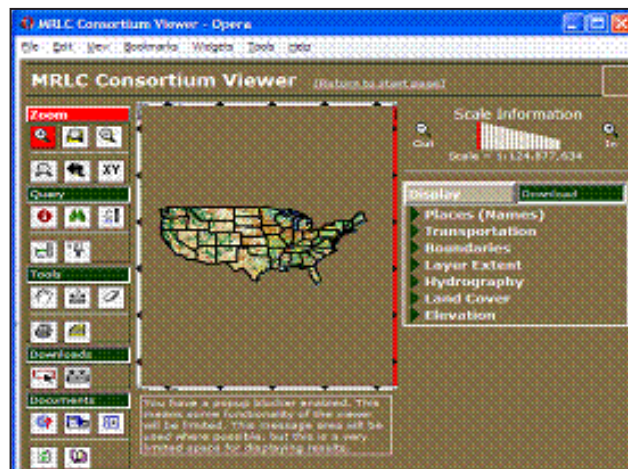 MRLC Consortium Viewer - Opera
File Edit View Bookmarks Widgets Tools Help
MRLC Consortium Viewer [Return to start page]
Zoom
XY
Query
Tools
Downloads
Documents
You have a popup blocker enabled. This
means some functionality of the viewer
will be limited. This message area will be
used where possible, but this is a very
limited space for displaying results.
Scale Information
Out
In
Scale = 1:124,877,634
Display
Download
Places (Names)
Transportation
Boundaries
Layer Extent
Hydrography
Land Cover
Elevation